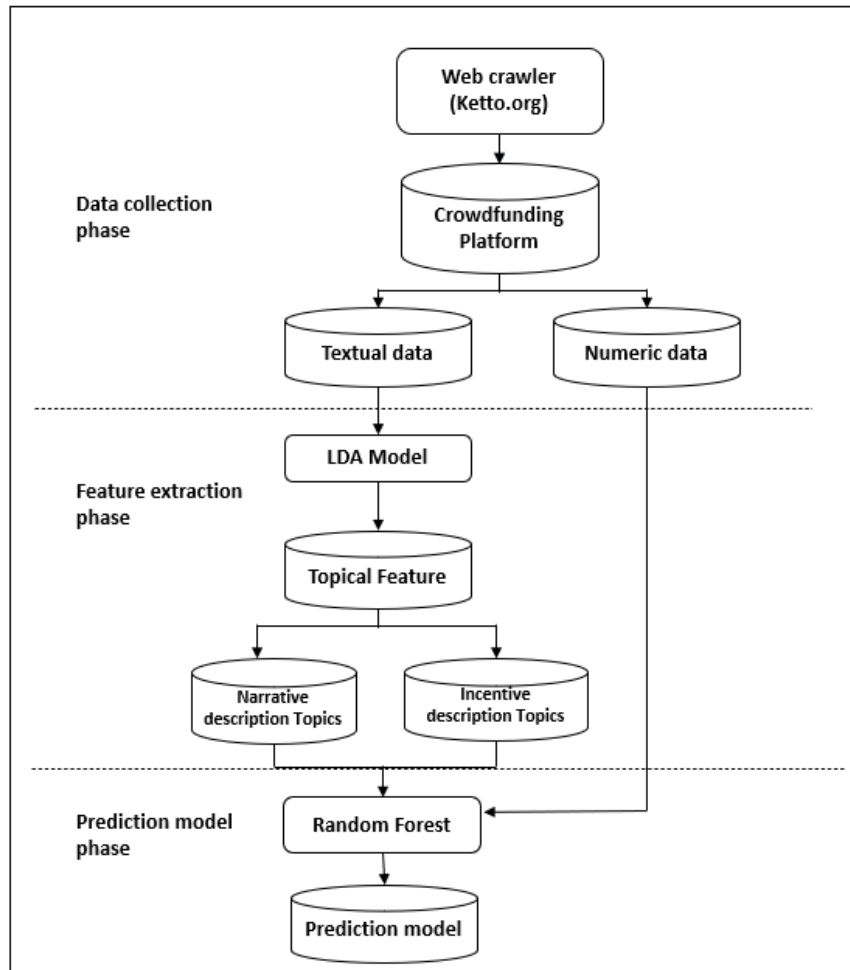 Web crawler
(Ketto.org)
Data collection
phase
Crowdfunding
Platform
Textual data
Numeric data
LDA Model
Feature extraction
phase
Topical Feature
Narrative
description Topics
Incentive
description Topics
Prediction model
phase
Random Forest
Prediction model